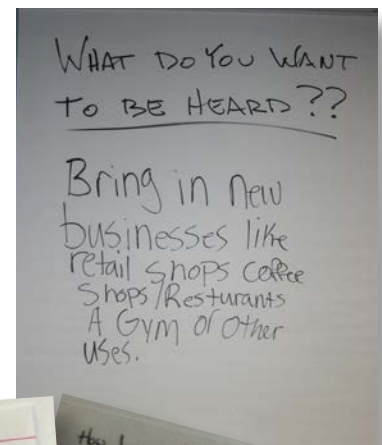 WHAT DO YOU WANT
TO BE HEARD??
Bring in new
businesses like
retail shops coffee
shops/Resturants
A Gym or other
uses.